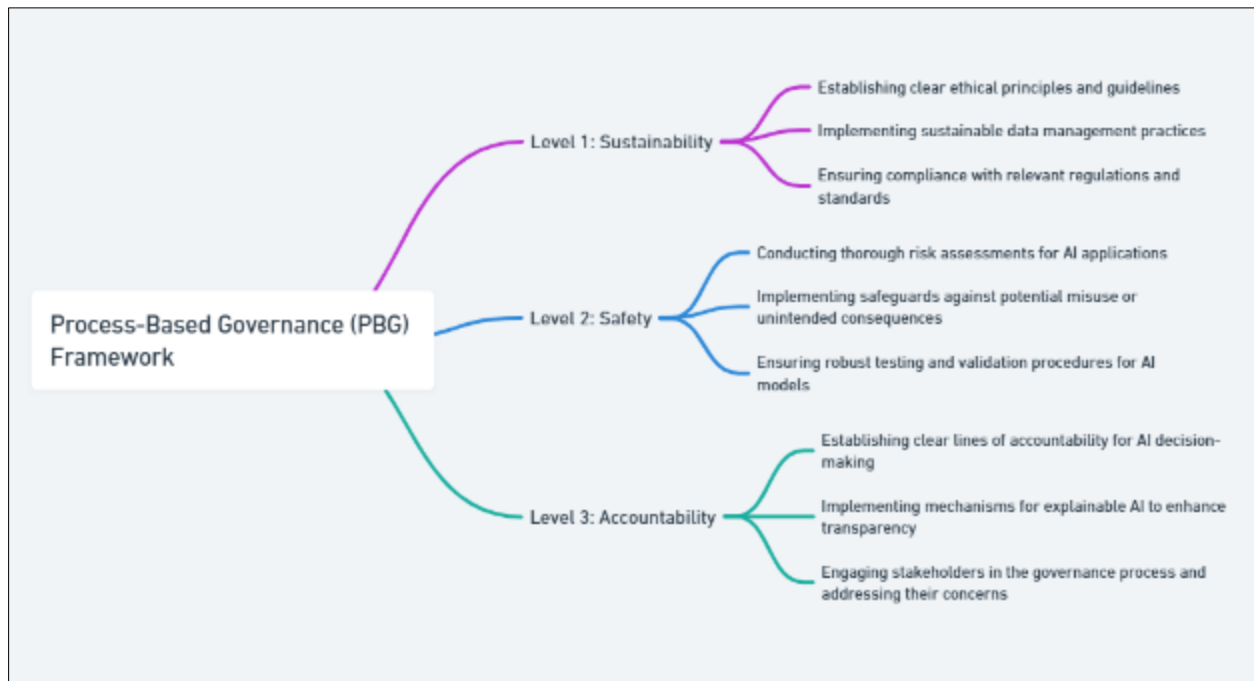 Process-Based Governance (PBG)
Framework
Level 1: Sustainability
Establishing clear ethical principles and guidelines
Implementing sustainable data management practices
Ensuring compliance with relevant regulations and
standards
Level 2: Safety
Conducting thorough risk assessments for AI applications
Implementing safeguards against potential misuse or
unintended consequences
Ensuring robust testing and validation procedures for AI
models
Level 3: Accountability
Establishing clear lines of accountability for AI decision-
making
Implementing mechanisms for explainable AI to enhance
transparency
Engaging stakeholders in the governance process and
addressing their concerns